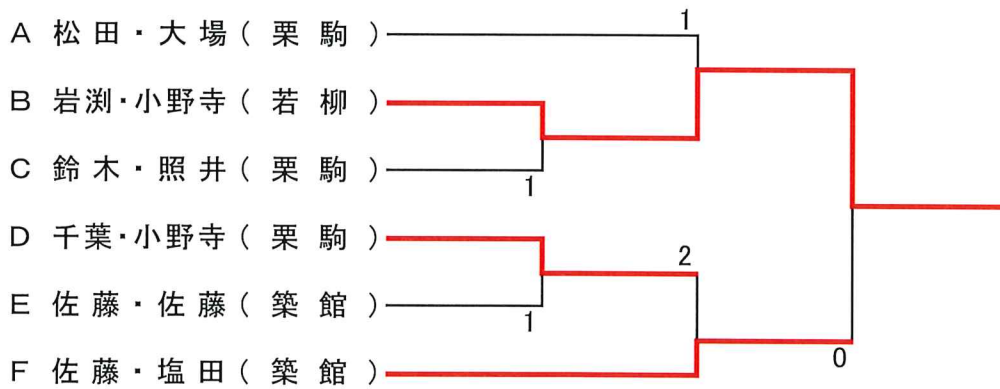 1
A 松田・大場(栗駒)
B 岩渕・小野寺(若柳)
C 鈴木・照井(栗駒)
1
D 千葉・小野寺(栗駒)
2
E 佐藤・佐藤(築館)
1
0
F 佐藤・塩田(築館)